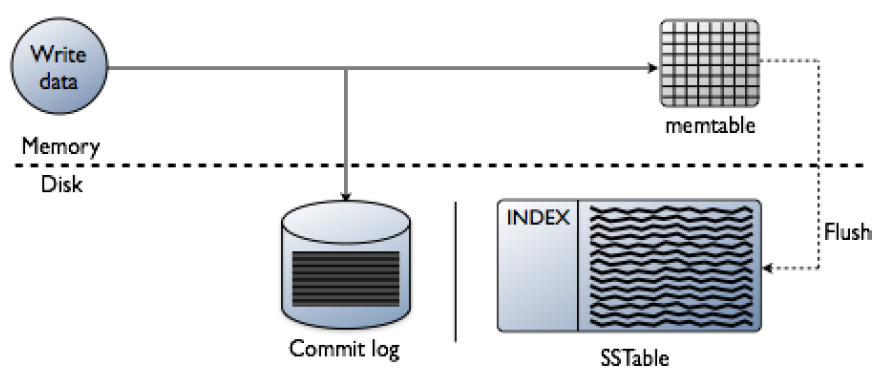 Write
data
memtable
Memory
Disk
INDEX
Flush
Commit log
SSTable